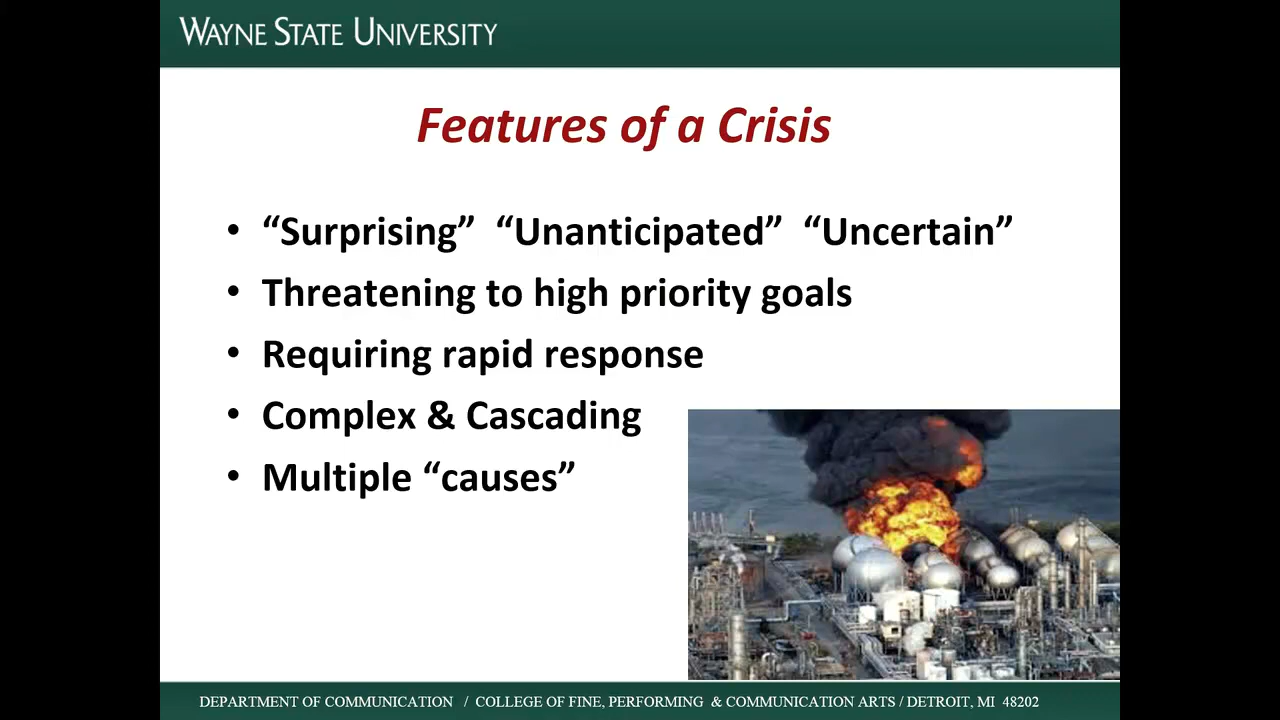 WAYNE STATE UNIVERSITY
Features of a Crisis
• “Surprising” “Unanticipated” “Uncertain”
• Threatening to high priority goals
• Requiring rapid response
• Complex & Cascading
• Multiple “causes”
DEPARTMENT OF COMMUNICATION / COLLEGE OF FINE, PERFORMING & COMMUNICATION ARTS / DETROIT, MI 48202